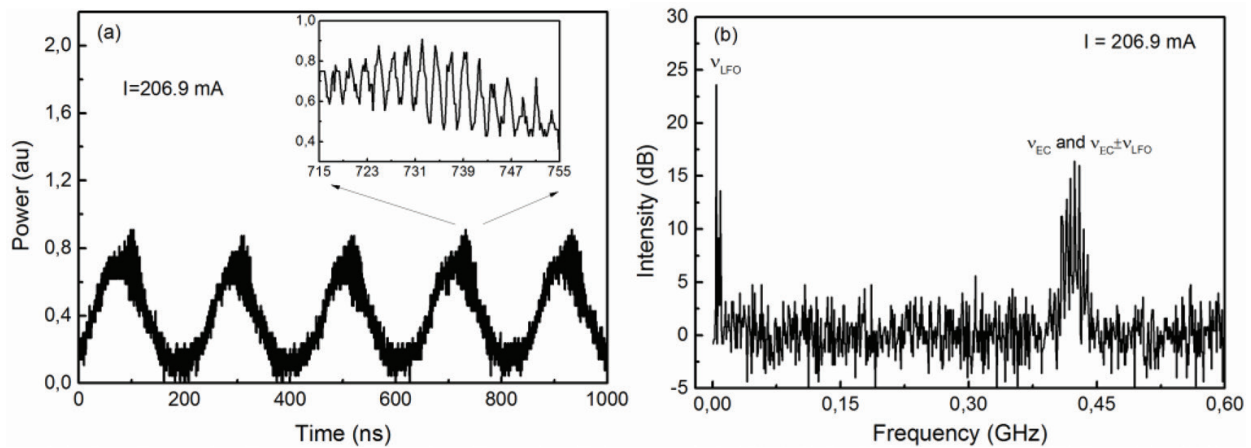 (a)
I=206.9 mA
2,0
1,6
1,2
0,8
0,4
0,0
Power (au)
0 200 400 600 800 1000
Time (ns)
1,0
0,8
0,6
0,4
715 723 731 739 747 755
(b)
I = 206.9 mA
νLFO
νEC and νEC±νLFO
30
25
20
15
10
5
0
-5
Intensity (dB)
0,00 0,15 0,30 0,45 0,60
Frequency (GHz)